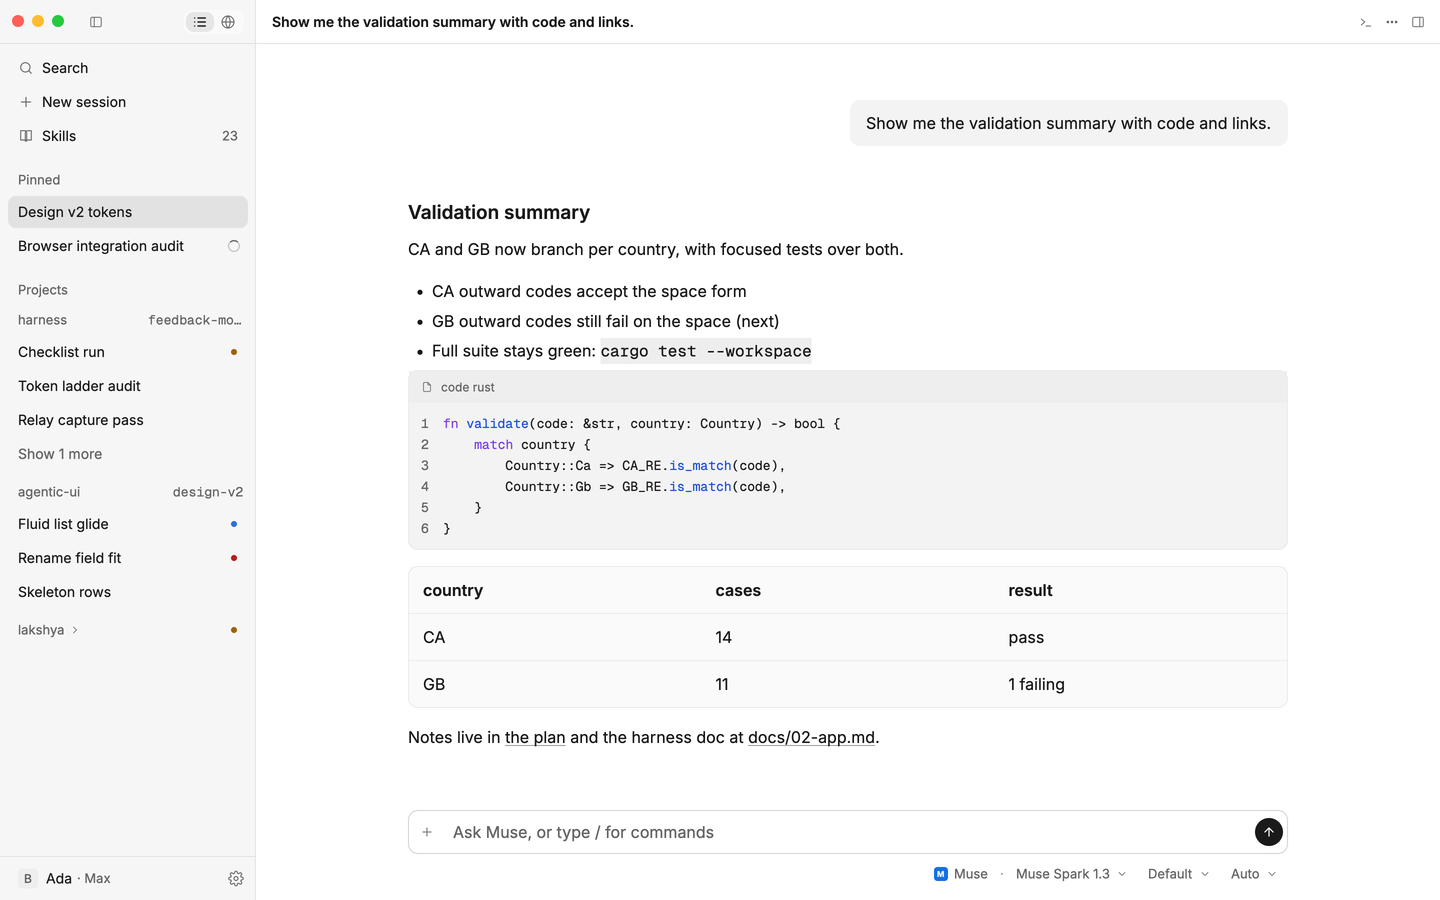 Show me the validation summary with code and links.
Search
New session
Skills 23
Pinned
Design v2 tokens
Browser integration audit
Projects
harness feedback-mo…
Checklist run
Token ladder audit
Relay capture pass
Show 1 more
agentic-ui design-v2
Fluid list glide
Rename field fit
Skeleton rows
lakshya
B Ada · Max
Show me the validation summary with code and links.
Validation summary
CA and GB now branch per country, with focused tests over both.
• CA outward codes accept the space form
• GB outward codes still fail on the space (next)
• Full suite stays green: cargo test --workspace
code rust
1 fn validate(code: &str, country: Country) -> bool {
2     match country {
3         Country::Ca => CA_RE.is_match(code),
4         Country::Gb => GB_RE.is_match(code),
5     }
6 }
country cases result
CA 14 pass
GB 11 1 failing
Notes live in the plan and the harness doc at docs/02-app.md.
Ask Muse, or type / for commands
M Muse · Muse Spark 1.3 Default Auto